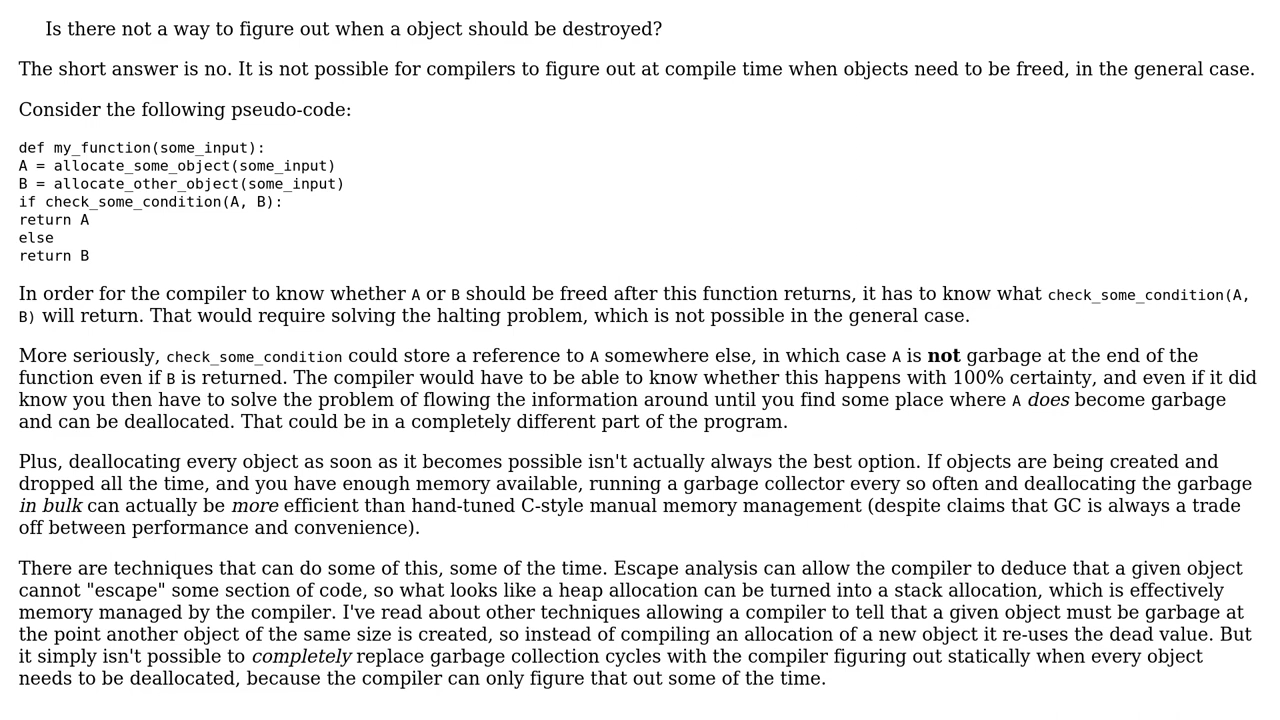 Is there not a way to figure out when a object should be destroyed?
The short answer is no. It is not possible for compilers to figure out at compile time when objects need to be freed, in the general case.
Consider the following pseudo-code:
def my_function(some_input):
A = allocate_some_object(some_input)
B = allocate_other_object(some_input)
if check_some_condition(A, B):
return A
else
return B
In order for the compiler to know whether A or B should be freed after this function returns, it has to know what check_some_condition(A,
B) will return. That would require solving the halting problem, which is not possible in the general case.
More seriously, check_some_condition could store a reference to A somewhere else, in which case A is not garbage at the end of the
function even if B is returned. The compiler would have to be able to know whether this happens with 100% certainty, and even if it did
know you then have to solve the problem of flowing the information around until you find some place where A does become garbage
and can be deallocated. That could be in a completely different part of the program.
Plus, deallocating every object as soon as it becomes possible isn't actually always the best option. If objects are being created and
dropped all the time, and you have enough memory available, running a garbage collector every so often and deallocating the garbage
in bulk can actually be more efficient than hand-tuned C-style manual memory management (despite claims that GC is always a trade
off between performance and convenience).
There are techniques that can do some of this, some of the time. Escape analysis can allow the compiler to deduce that a given object
cannot "escape" some section of code, so what looks like a heap allocation can be turned into a stack allocation, which is effectively
memory managed by the compiler. I've read about other techniques allowing a compiler to tell that a given object must be garbage at
the point another object of the same size is created, so instead of compiling an allocation of a new object it re-uses the dead value. But
it simply isn't possible to completely replace garbage collection cycles with the compiler figuring out statically when every object
needs to be deallocated, because the compiler can only figure that out some of the time.